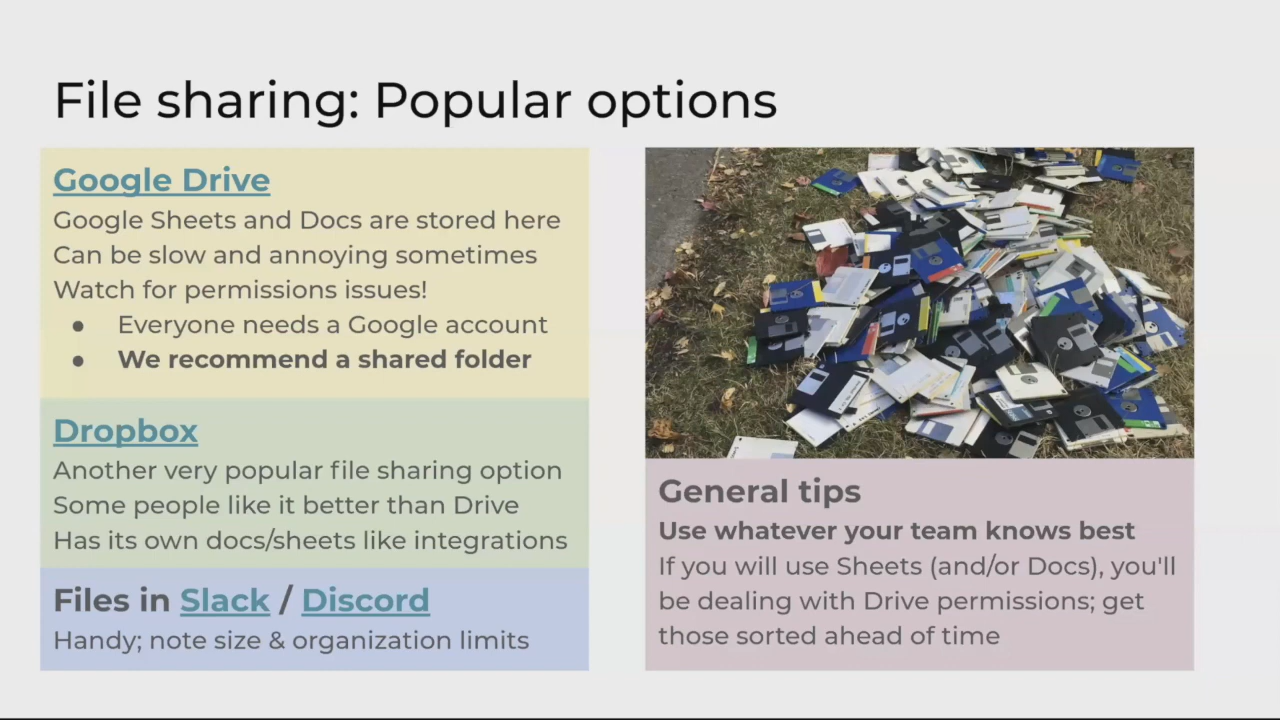 File sharing: Popular options
Google Drive
Google Sheets and Docs are stored here
Can be slow and annoying sometimes
Watch for permissions issues!
● Everyone needs a Google account
● We recommend a shared folder
Dropbox
Another very popular file sharing option
Some people like it better than Drive
Has its own docs/sheets like integrations
Files in Slack / Discord
Handy; note size & organization limits
General tips
Use whatever your team knows best
If you will use Sheets (and/or Docs), you'll
be dealing with Drive permissions; get
those sorted ahead of time